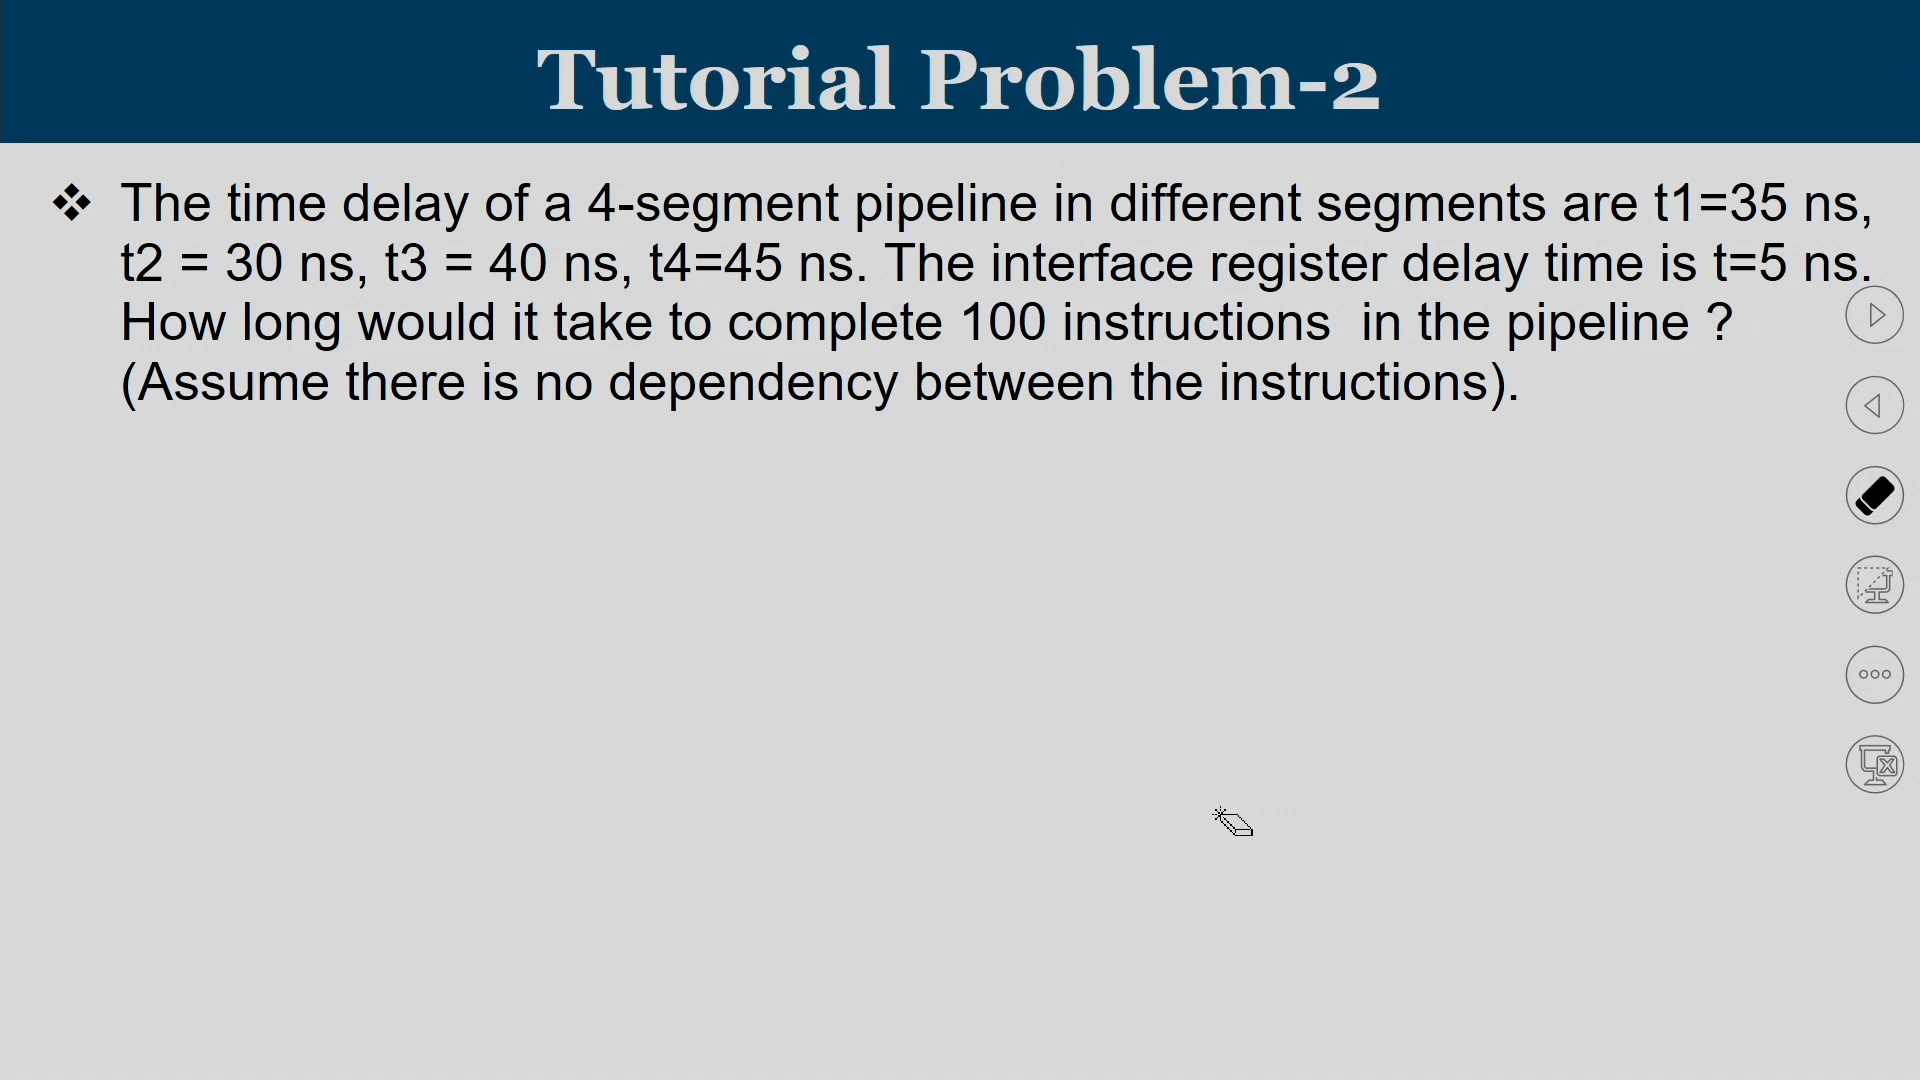 Tutorial Problem-2
❖ The time delay of a 4-segment pipeline in different segments are t1=35 ns,
t2 = 30 ns, t3 = 40 ns, t4=45 ns. The interface register delay time is t=5 ns.
How long would it take to complete 100 instructions  in the pipeline ?
(Assume there is no dependency between the instructions).